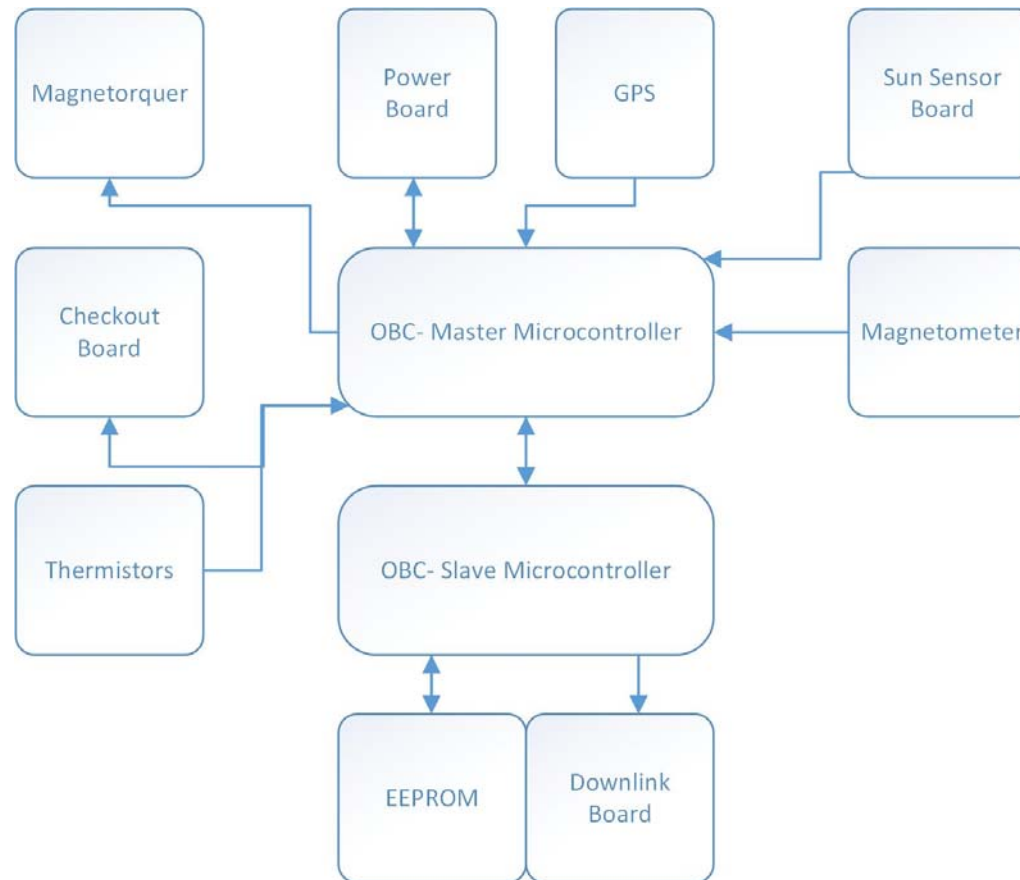 Magnetorquer
Power
Board
GPS
Sun Sensor
Board
Checkout
Board
OBC- Master Microcontroller
Magnetometer
Thermistors
OBC- Slave Microcontroller
EEPROM
Downlink
Board